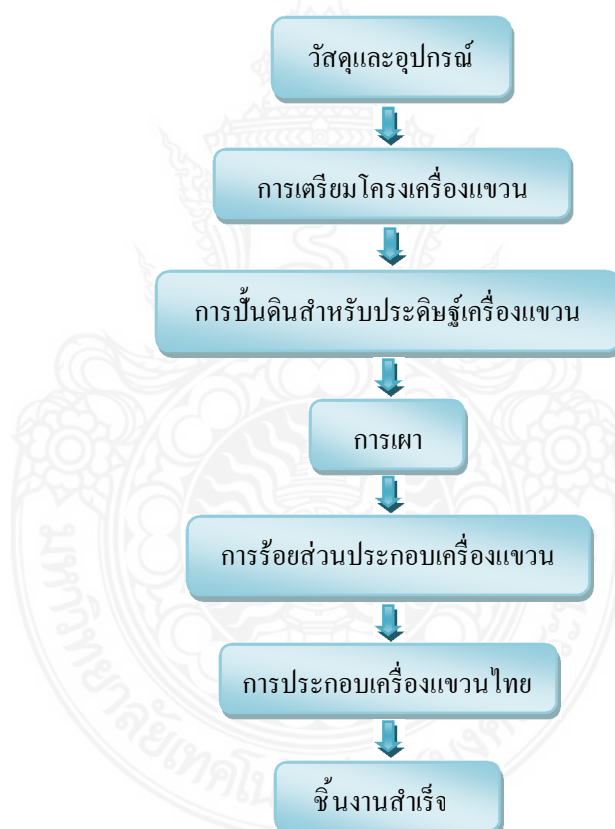 วัสดุและอุปกรณ์
การเตรียมโครงเครื่องแขวน
การปั้นดินสำหรับประดิษฐ์เครื่องแขวน
การเผา
การร้อยส่วนประกอบเครื่องแขวน
การประกอบเครื่องแขวนไทย
ชิ้นงานสำเร็จ